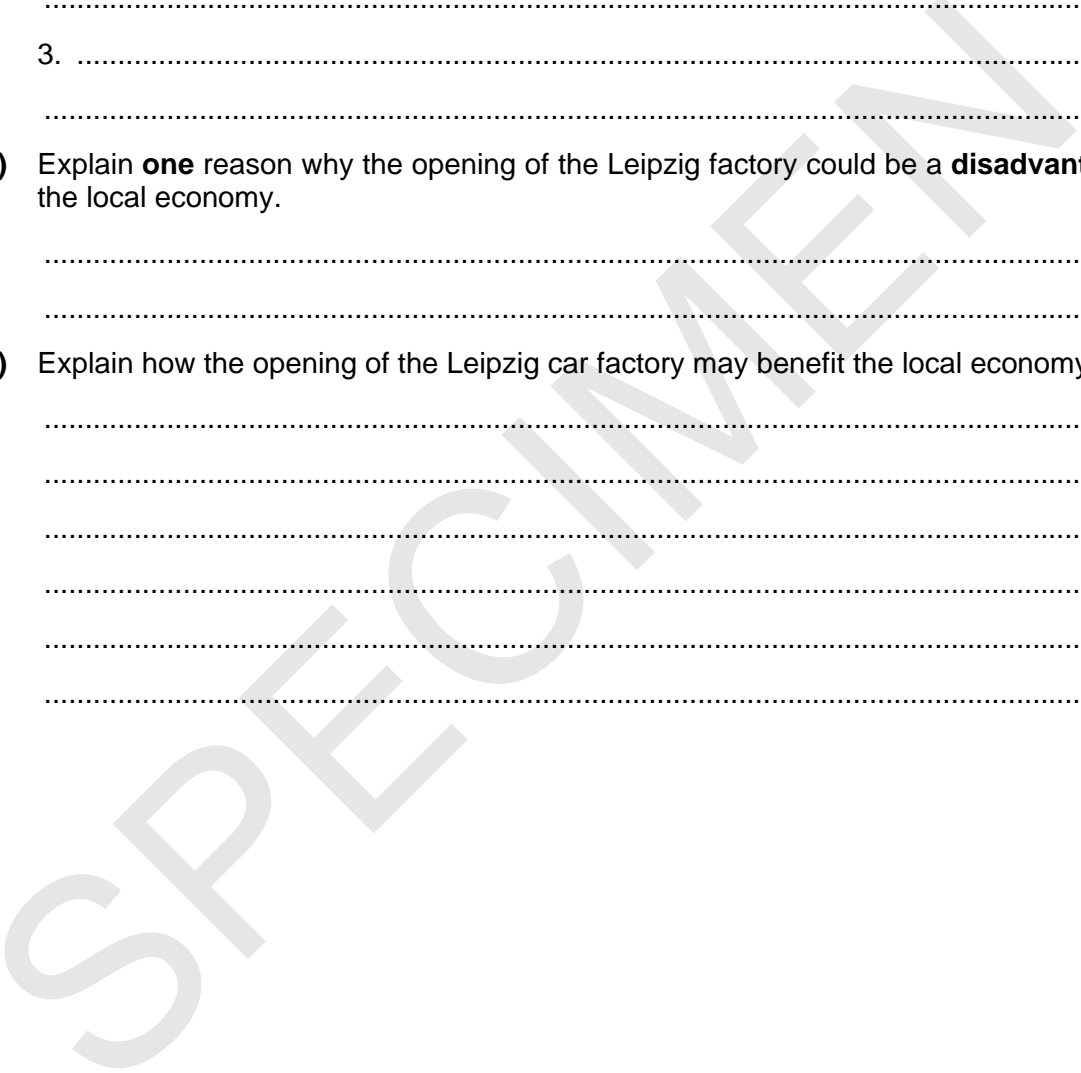 ................................................................................................................................
3. ............................................................................................................................
................................................................................................................................
) Explain one reason why the opening of the Leipzig factory could be a disadvant
the local economy.
................................................................................................................................
................................................................................................................................
) Explain how the opening of the Leipzig car factory may benefit the local economy
................................................................................................................................
................................................................................................................................
................................................................................................................................
................................................................................................................................
................................................................................................................................
................................................................................................................................
SPECIMEN